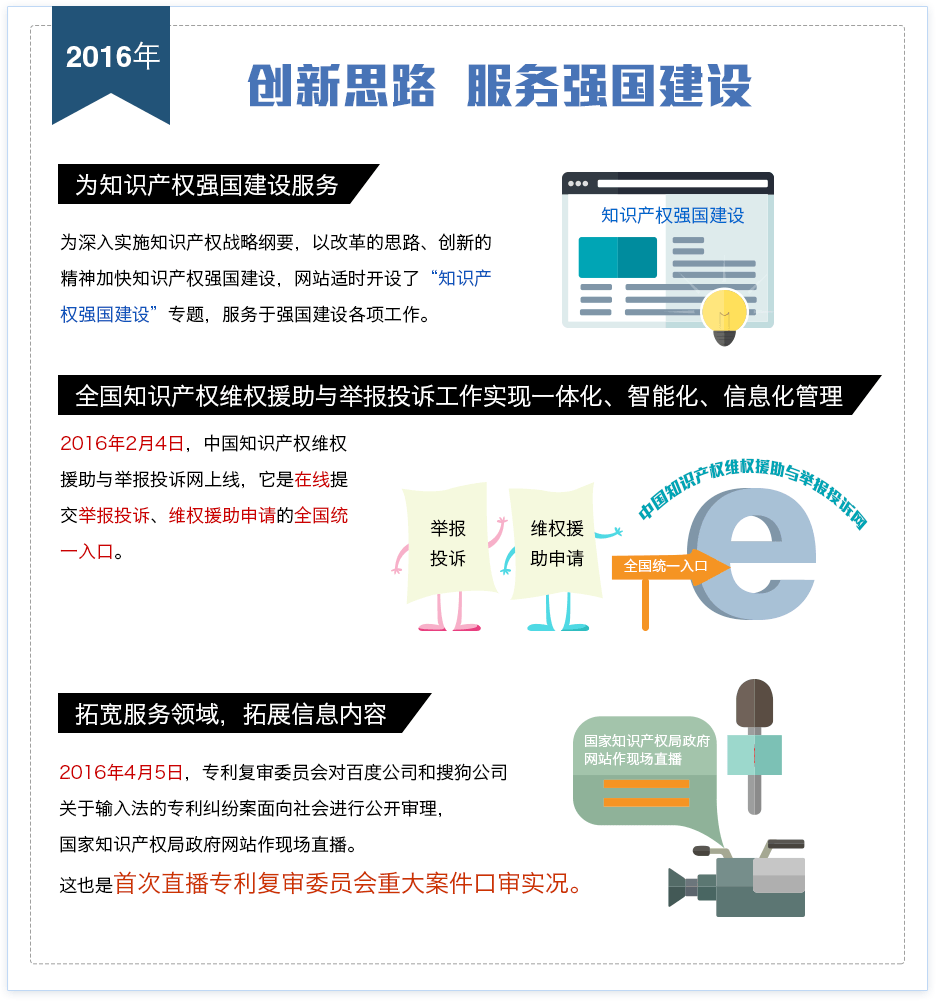 2016年
创新思路 服务强国建设
为知识产权强国建设服务
为深入实施知识产权战略纲要，以改革的思路、创新的
精神加快知识产权强国建设，网站适时开设了“知识产
权强国建设”专题，服务于强国建设各项工作。
知识产权强国建设
全国知识产权维权援助与举报投诉工作实现一体化、智能化、信息化管理
2016年2月4日，中国知识产权维权
援助与举报投诉网上线，它是在线提
交举报投诉、维权援助申请的全国统
一入口。
举报
投诉
维权援
助申请
中国知识产权维权援助与举报投诉网
e
全国统一入口
拓宽服务领域，拓展信息内容
2016年4月5日，专利复审委员会对百度公司和搜狗公司
关于输入法的专利纠纷案面向社会进行公开审理，
国家知识产权局政府网站作现场直播。
这也是首次直播专利复审委员会重大案件口审实况。
国家知识产权局政府
网站作现场直播